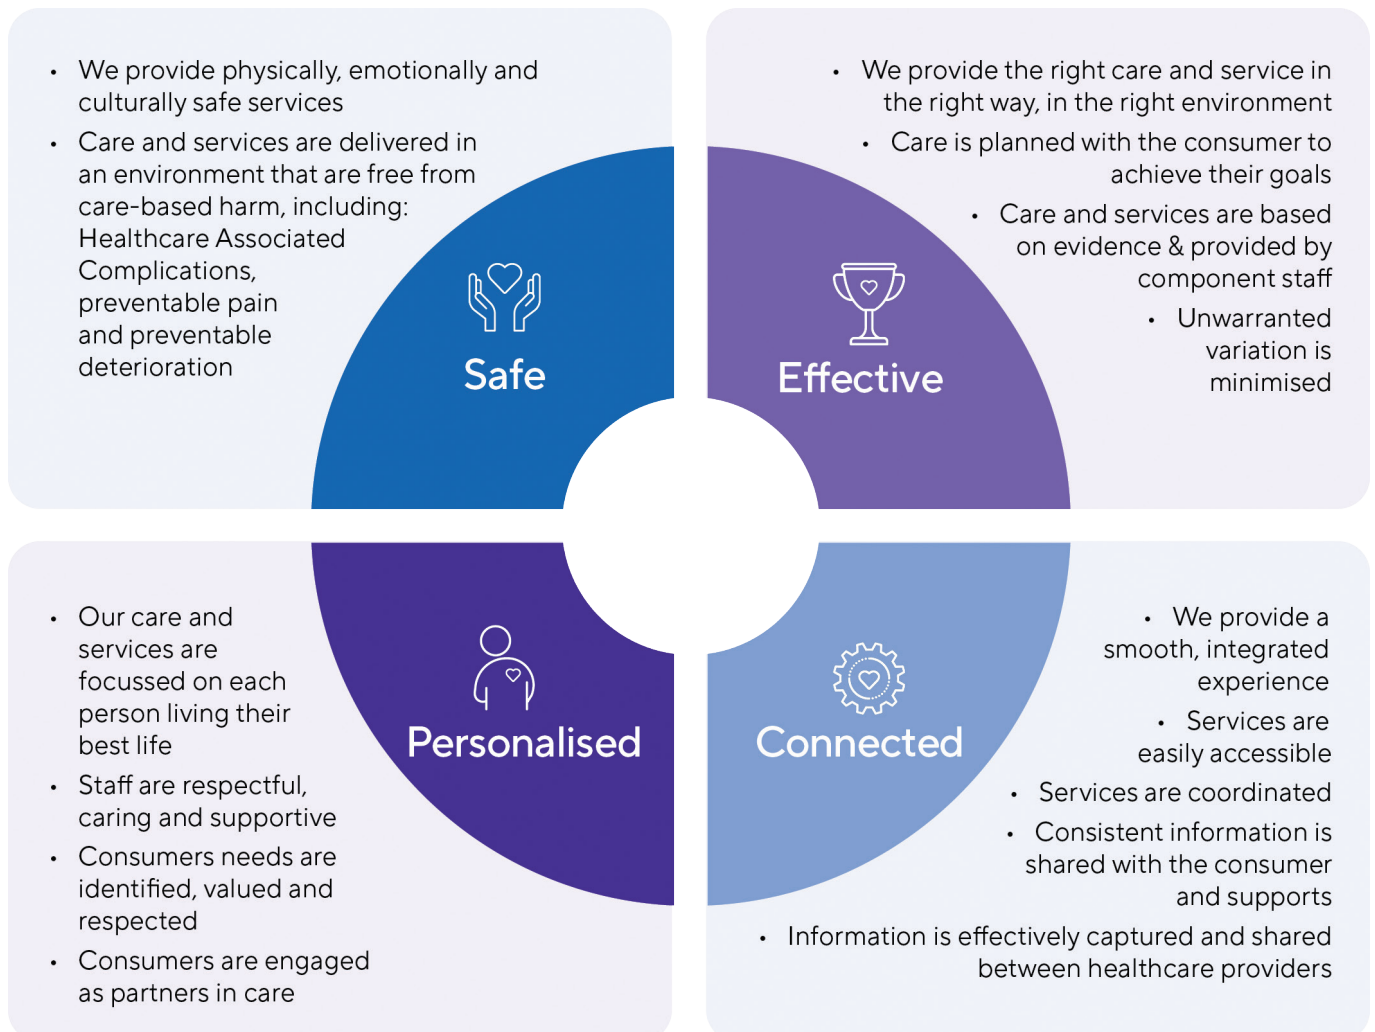 • We provide physically, emotionally and
culturally safe services
• Care and services are delivered in
an environment that are free from
care-based harm, including:
Healthcare Associated
Complications,
preventable pain
and preventable
deterioration
Safe
• We provide the right care and service in
the right way, in the right environment
• Care is planned with the consumer to
achieve their goals
• Care and services are based
on evidence & provided by
component staff
• Unwarranted
variation is
minimised
Effective
• Our care and
services are
focussed on each
person living their
best life
• Staff are respectful,
caring and supportive
• Consumers needs are
identified, valued and
respected
• Consumers are engaged
as partners in care
Personalised
• We provide a
smooth, integrated
experience
• Services are
easily accessible
• Services are coordinated
• Consistent information is
shared with the consumer
and supports
• Information is effectively captured and shared
between healthcare providers
Connected